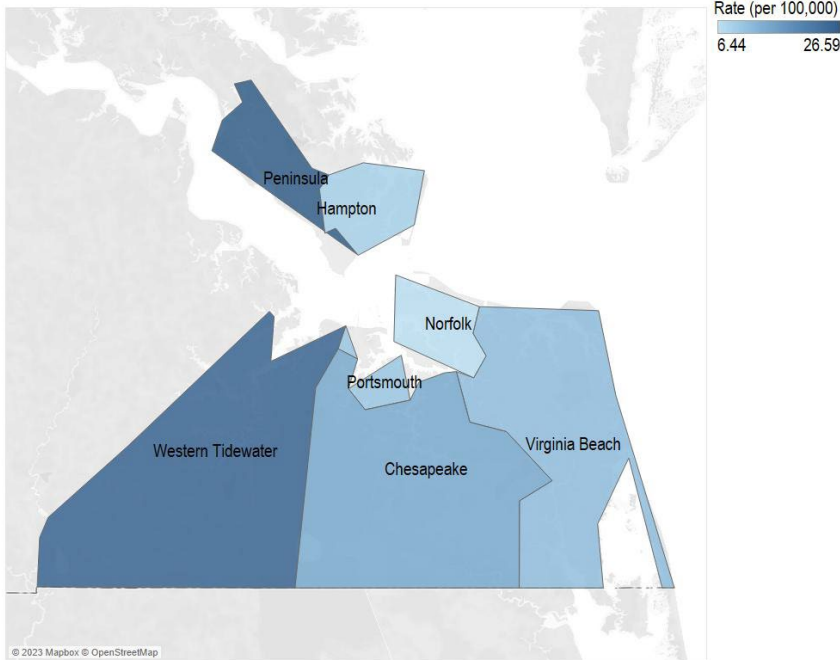 Rate (per 100,000)
6.44 26.59
Peninsula
Hampton
Norfolk
Portsmouth
Virginia Beach
Western Tidewater
Chesapeake
© 2023 Mapbox © OpenStreetMap